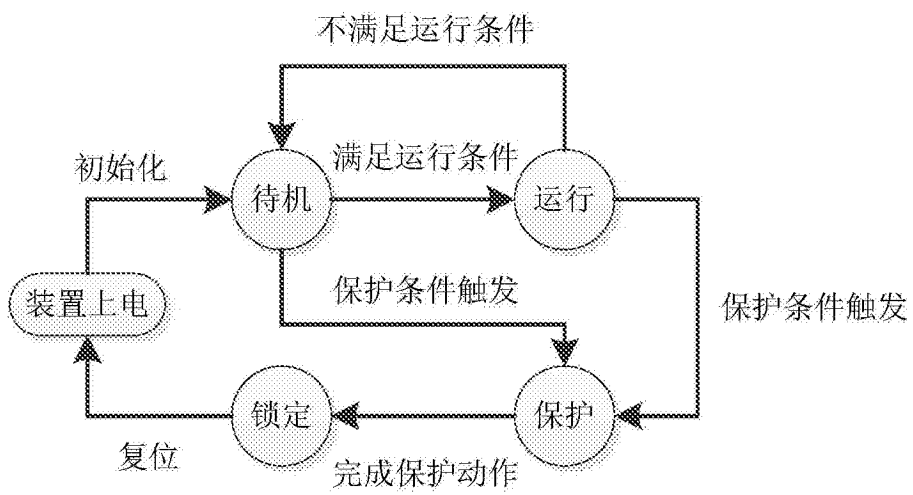 不满足运行条件
初始化
满足运行条件
待机
运行
装置上电
保护条件触发
保护条件触发
锁定
保护
复位
完成保护动作